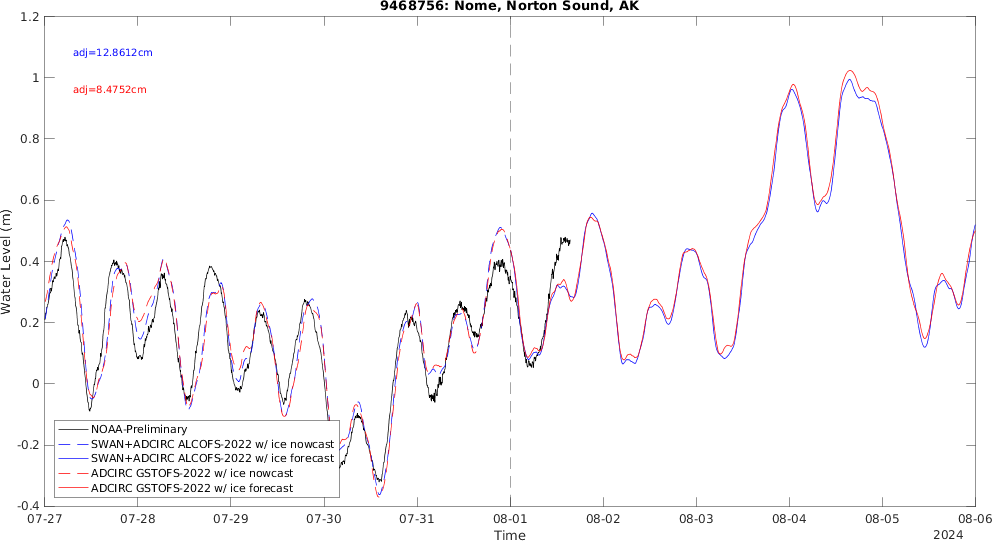 9468756: Nome, Norton Sound, AK
adj=12.8612cm
adj=8.4752cm
Water Level (m)
1.2
1
0.8
0.6
0.4
0.2
0
-0.2
-0.4
NOAA-Preliminary
SWAN+ADCIRC ALCOFS-2022 w/ ice nowcast
SWAN+ADCIRC ALCOFS-2022 w/ ice forecast
ADCIRC GSTOFS-2022 w/ ice nowcast
ADCIRC GSTOFS-2022 w/ ice forecast
07-27 07-28 07-29 07-30 07-31 08-01 08-02 08-03 08-04 08-05 08-06
Time
2024